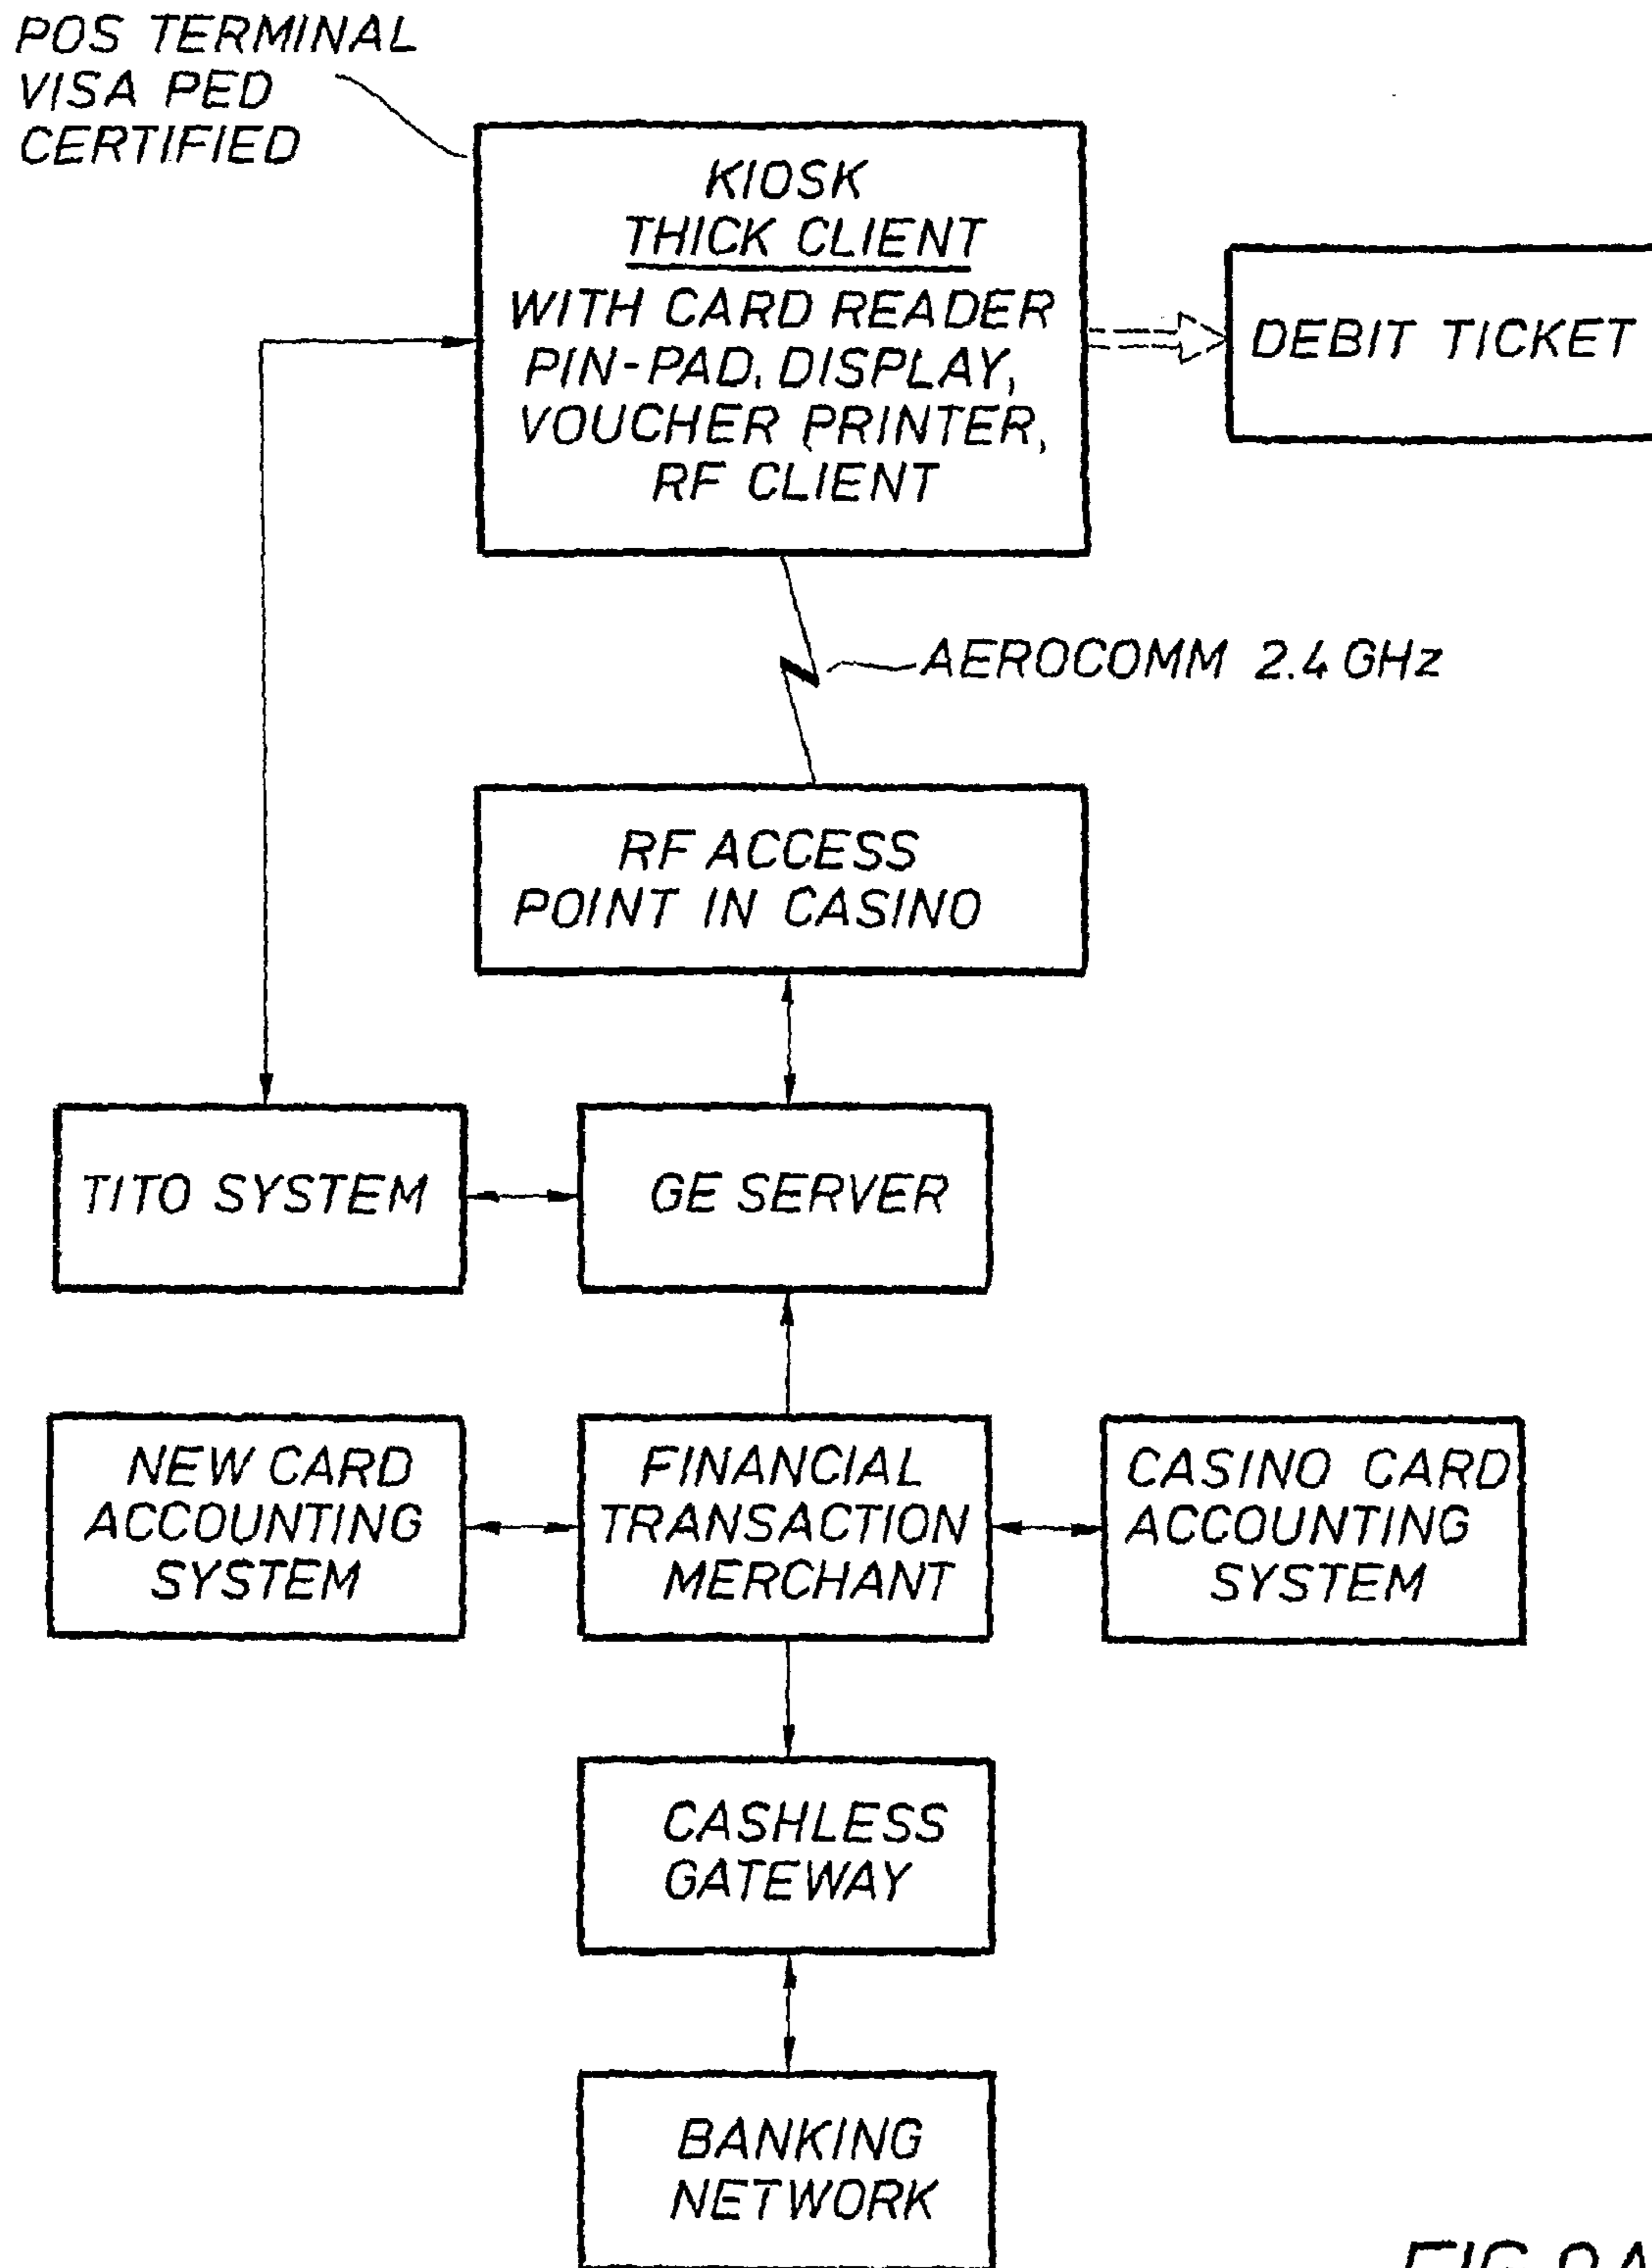 POS TERMINAL
VISA PED
CERTIFIED
KIOSK
THICK CLIENT
WITH CARD READER
PIN-PAD, DISPLAY,
VOUCHER PRINTER,
RF CLIENT
DEBIT TICKET
AEROCOMM 2.4 GHz
RF ACCESS
POINT IN CASINO
TITO SYSTEM
GE SERVER
NEW CARD
ACCOUNTING
SYSTEM
FINANCIAL
TRANSACTION
MERCHANT
CASINO CARD
ACCOUNTING
SYSTEM
CASHLESS
GATEWAY
BANKING
NETWORK